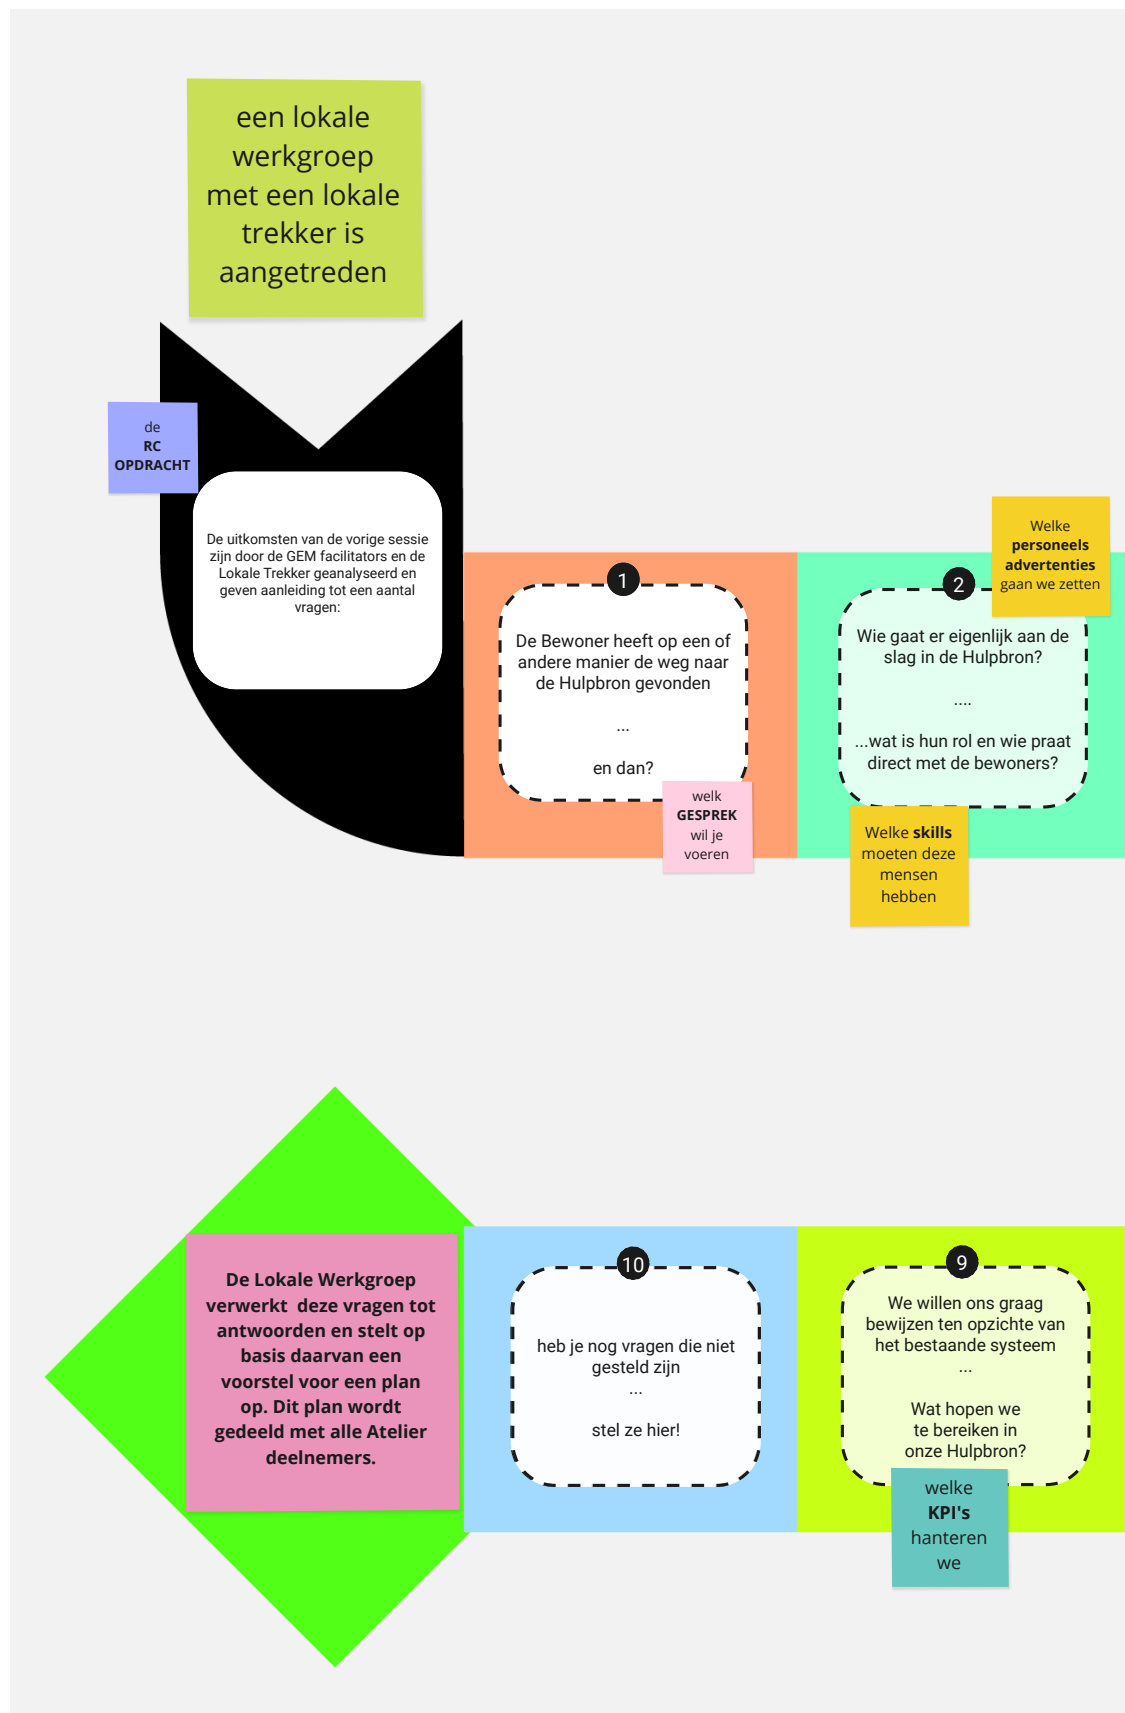 een lokale
werkgroep
met een lokale
trekker is
aangetreden
de
RC
OPDRACHT
De uitkomsten van de vorige sessie
zijn door de GEM facilitators en de
Lokale Trekker geanalyseerd en
geven aanleiding tot een aantal
vragen:
1
De Bewoner heeft op een of
andere manier de weg naar
de Hulpbron gevonden
...
en dan?
welk
GESPREK
wil je
voeren
Welke
personeels
advertenties
gaan we zetten
2
Wie gaat er eigenlijk aan de
slag in de Hulpbron?
....
...wat is hun rol en wie praat
direct met de bewoners?
Welke skills
moeten deze
mensen
hebben
De Lokale Werkgroep
verwerkt deze vragen tot
antwoorden en stelt op
basis daarvan een
voorstel voor een plan
op. Dit plan wordt
gedeeld met alle Atelier
deelnemers.
10
heb je nog vragen die niet
gesteld zijn
...
stel ze hier!
9
We willen ons graag
bewijzen ten opzichte van
het bestaande systeem
...
Wat hopen we
te bereiken in
onze Hulpbron?
welke
KPI's
hanteren
we